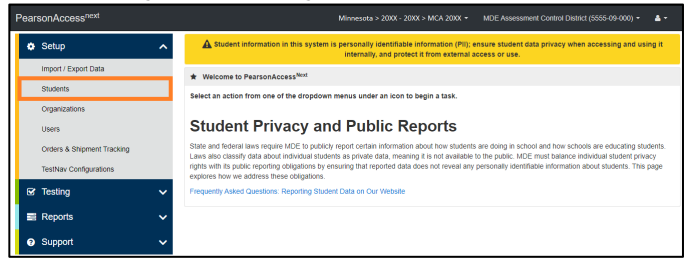 PearsonAccessnext
Minnesota > 20XX - 20XX > MCA 20XX
MDE Assessment Control District (5555-09-000)
Setup
Import / Export Data
Students
Organizations
Users
Orders & Shipment Tracking
TestNav Configurations
Testing
Reports
Support
Student information in this system is personally identifiable information (PII); ensure student data privacy when accessing and using it
internally, and protect it from external access or use.
Welcome to PearsonAccessNext
Select an action from one of the dropdown menus under an icon to begin a task.
Student Privacy and Public Reports
State and federal laws require MDE to publicly report certain information about how students are doing in school and how schools are educating students.
Laws also classify data about individual students as private data, meaning it is not available to the public. MDE must balance individual student privacy
rights with its public reporting obligations by ensuring that reported data does not reveal any personally identifiable information about students. This page
explores how we address these obligations.
Frequently Asked Questions: Reporting Student Data on Our Website